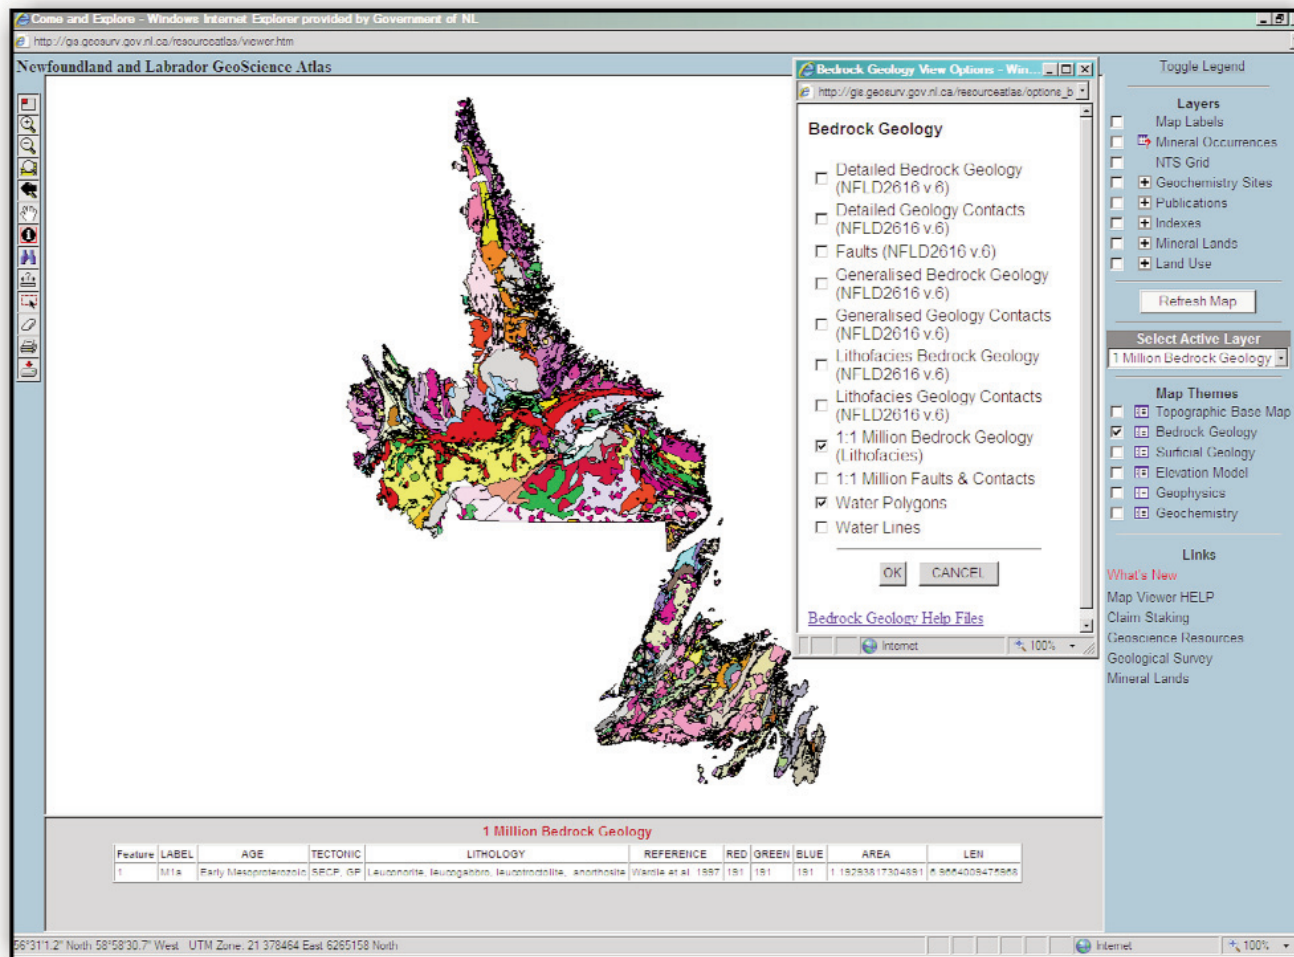 Come and Explore - Windows Internet Explorer provided by Government of NL
http://gis.geosurv.gov.nl.ca/resourceatlas/viewer.htm
Newfoundland and Labrador GeoScience Atlas
Bedrock Geology View Options - Win...
http://gis.geosurv.gov.nl.ca/resourceatlas/options_b
Bedrock Geology
Detailed Bedrock Geology
(NFLD2616 v.6)
Detailed Geology Contacts
(NFLD2616 v.6)
Faults (NFLD2616 v.6)
Generalised Bedrock Geology
(NFLD2616 v.6)
Generalised Geology Contacts
(NFLD2616 v.6)
Lithofacies Bedrock Geology
(NFLD2616 v.6)
Lithofacies Geology Contacts
(NFLD2616 v.6)
1:1 Million Bedrock Geology
(Lithofacies)
1:1 Million Faults & Contacts
Water Polygons
Water Lines
OK CANCEL
Bedrock Geology Help Files
Internet 100%
Toggle Legend
Layers
Map Labels
Mineral Occurrences
NTS Grid
Geochemistry Sites
Publications
Indexes
Mineral Lands
Land Use
Refresh Map
Select Active Layer
1 Million Bedrock Geology
Map Themes
Topographic Base Map
Bedrock Geology
Surficial Geology
Elevation Model
Geophysics
Geochemistry
Links
What's New
Map Viewer HELP
Claim Staking
Geoscience Resources
Geological Survey
Mineral Lands
1 Million Bedrock Geology
Feature LABEL AGE TECTONIC LITHOLOGY REFERENCE RED GREEN BLUE AREA LEN
1 M1a Early Mesoproterozoic SECP, GP Leuconorite, leucogabbro, leucotroctolite, anorthosite Wardle et al. 1997 191 191 191 1.19293817304891 6.9664009476968
56°31'1.2" North 58°58'30.7" West UTM Zone: 21 378464 East 6265158 North
Internet 100%